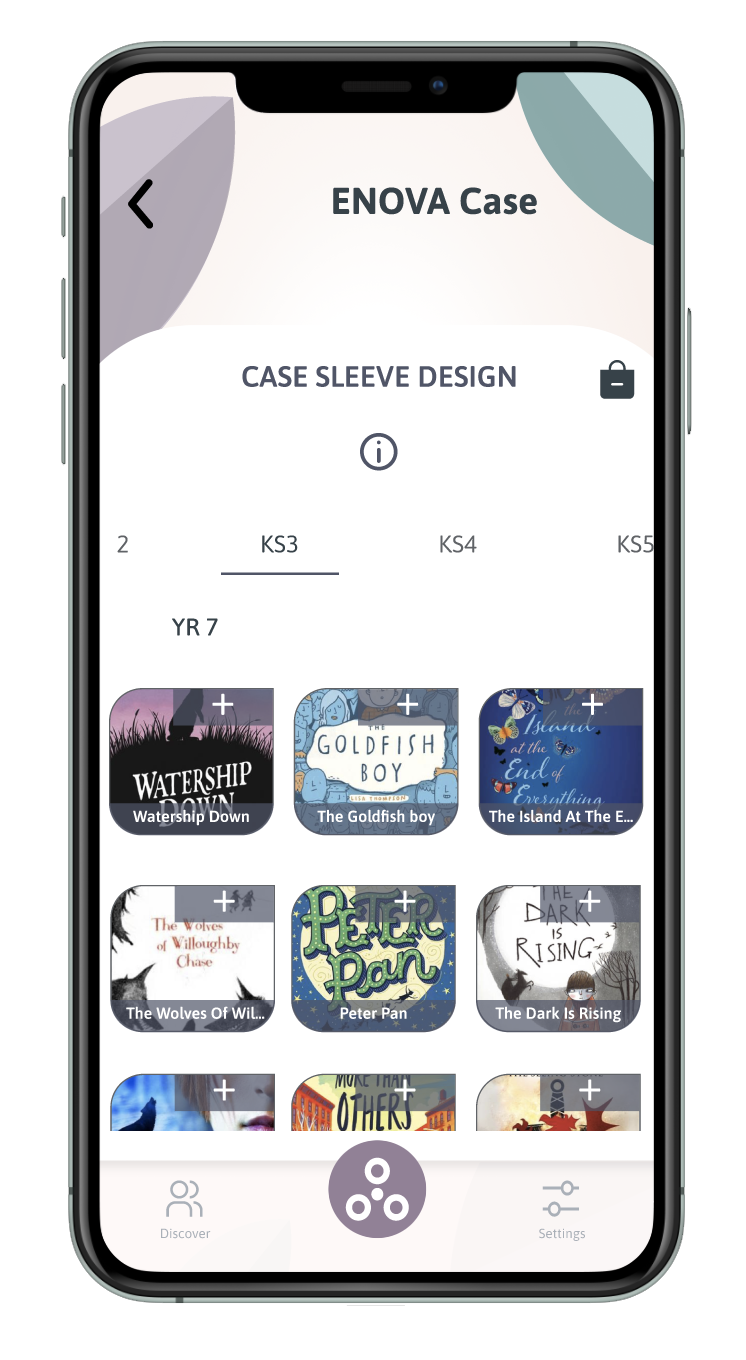 ENOVA Case
CASE SLEEVE DESIGN
2 KS3 KS4 KS5
YR 7
WATERSHIP
DOWN
Watership Down
THE
GOLDFISH
BOY
LISA THOMPSON
The Goldfish boy
the
Island
at the
End of
Everything
The Island At The E...
The Wolves
of Willoughby
Chase
The Wolves Of Wil...
PETER
Pan
Peter Pan
THE
DARK
IS
RISING
The Dark Is Rising
MORE THAN
OTHERS
Discover
Settings